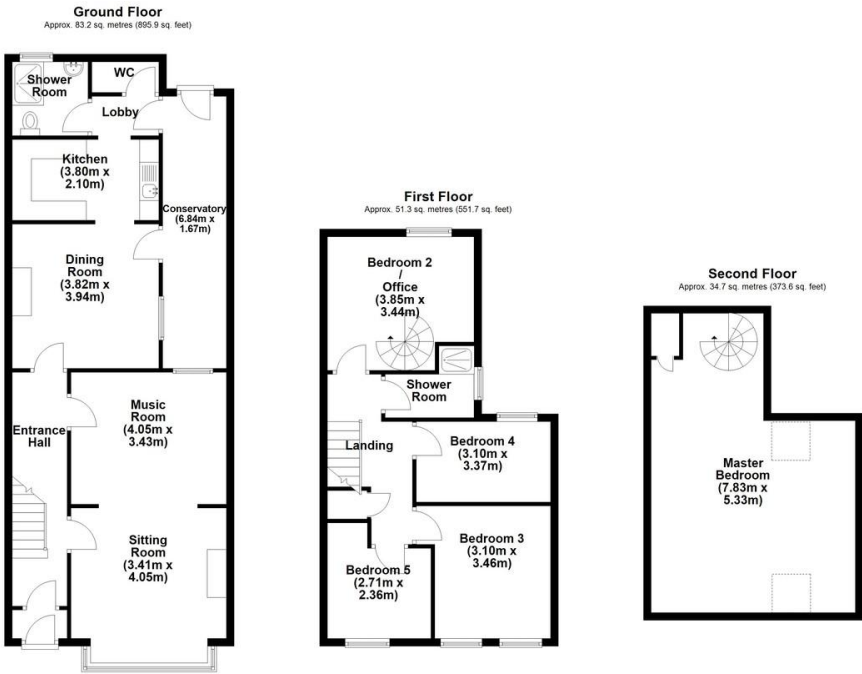 Ground Floor
Approx. 83.2 sq. metres (895.9 sq. feet)
Shower
Room
WC
Lobby
Kitchen
(3.80m x
2.10m)
Conservatory
(6.84m x
1.67m)
Dining
Room
(3.82m x
3.94m)
Music
Room
(4.05m x
3.43m)
Entrance
Hall
Sitting
Room
(3.41m x
4.05m)
First Floor
Approx. 51.3 sq. metres (551.7 sq. feet)
Bedroom 2
/
Office
(3.85m x
3.44m)
Shower
Room
Landing
Bedroom 4
(3.10m x
3.37m)
Bedroom 3
(3.10m x
3.46m)
Bedroom 5
(2.71m x
2.36m)
Second Floor
Approx. 34.7 sq. metres (373.6 sq. feet)
Master
Bedroom
(7.83m x
5.33m)